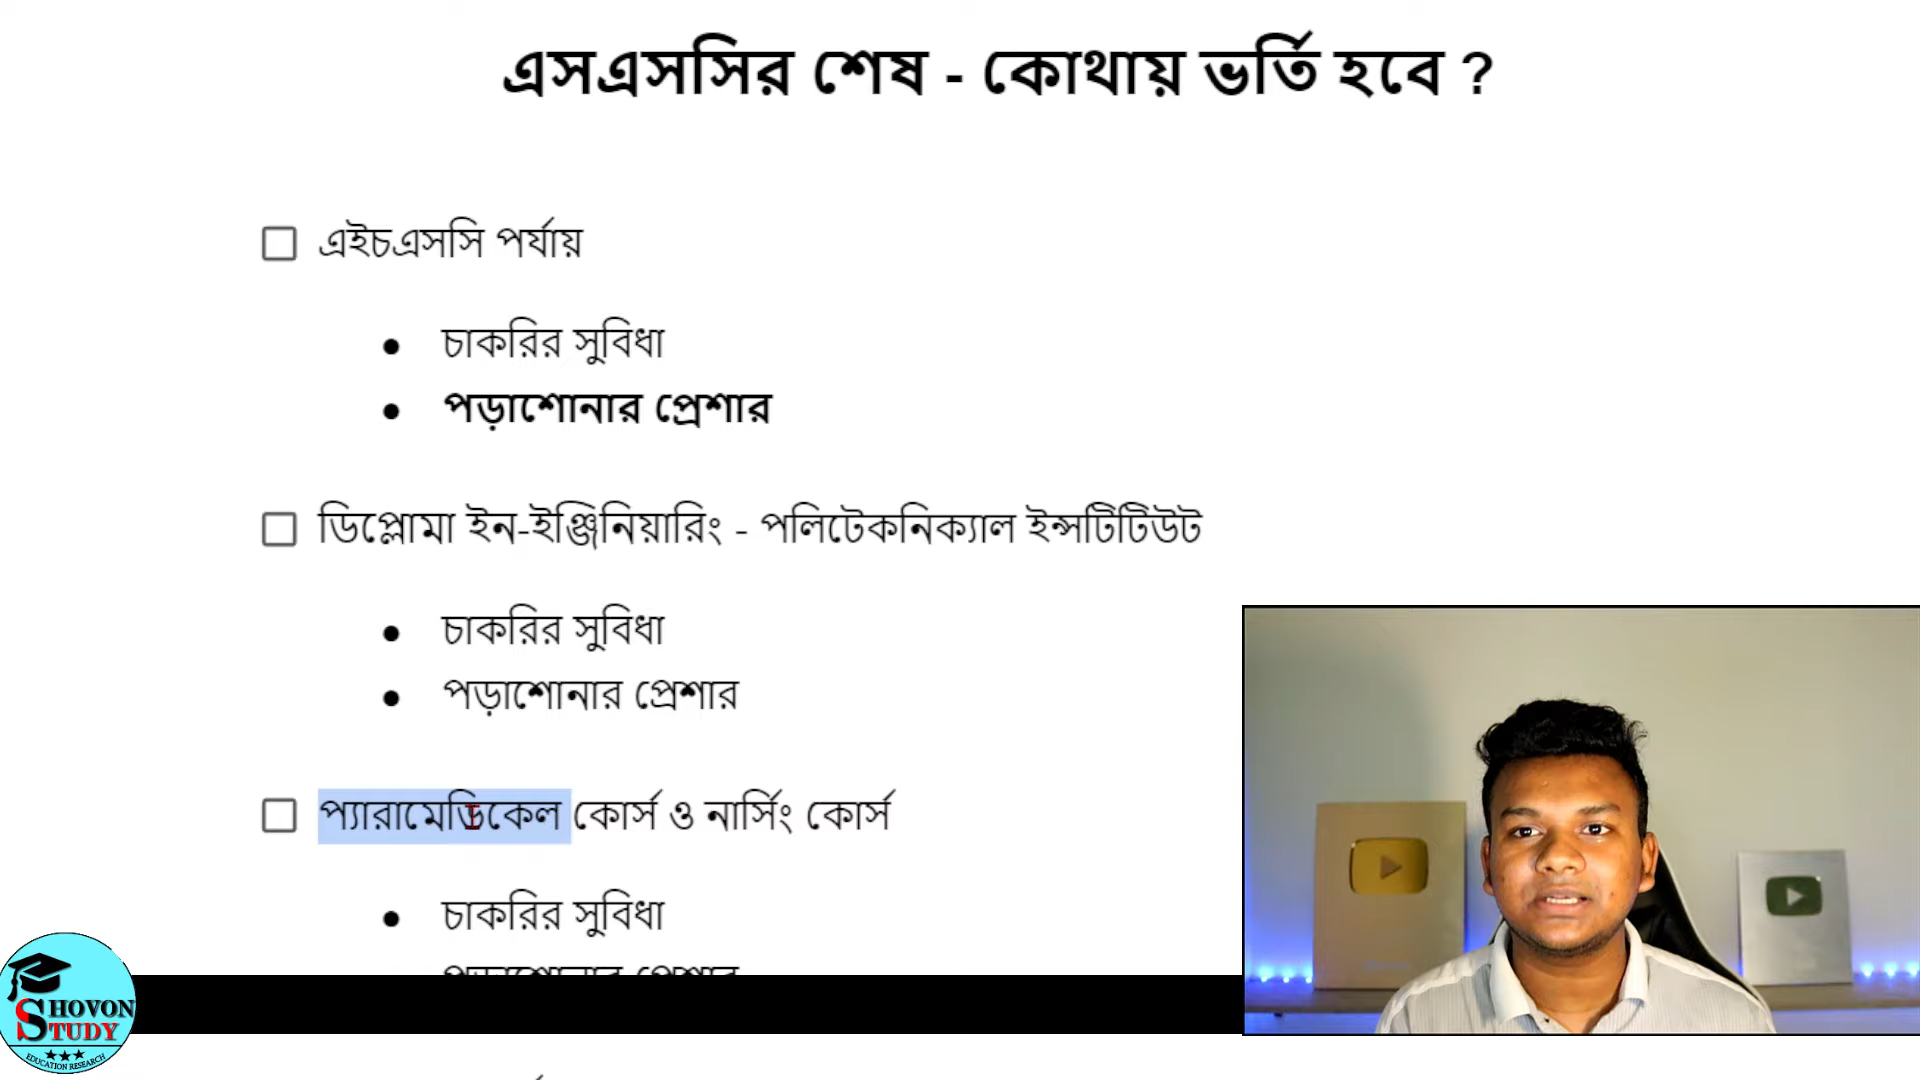 এসএসসির শেষ - কোথায় ভর্তি হবে ?
এইচএসসি পর্যায়
চাকরির সুবিধা
পড়াশোনার প্রেশার
ডিপ্লোমা ইন-ইঞ্জিনিয়ারিং - পলিটেকনিক্যাল ইন্সটিটিউট
চাকরির সুবিধা
পড়াশোনার প্রেশার
প্যারামেডিকেল কোর্স ও নার্সিং কোর্স
চাকরির সুবিধা
পড়াশোনার প্রেশার
SHOVON
STUDY
EDUCATION RESEARCH